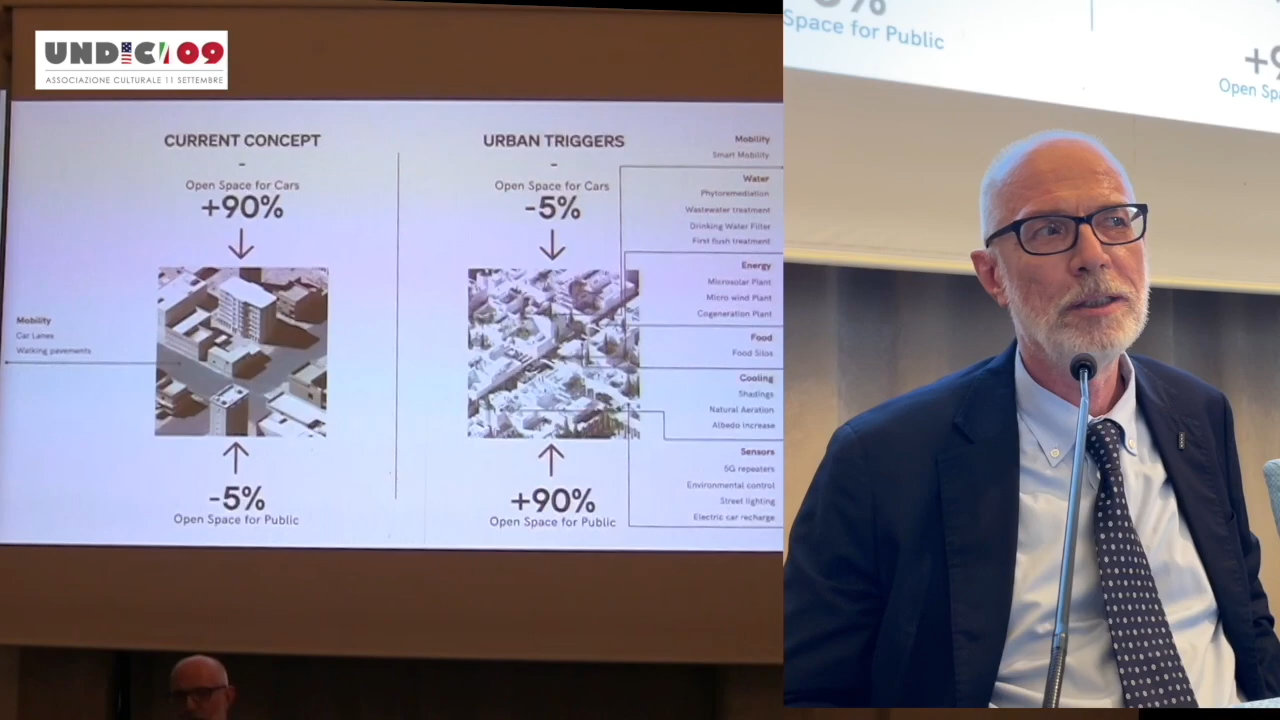 UNDICI 09
ASSOCIAZIONE CULTURALE 11 SETTEMBRE
CURRENT CONCEPT
-
Open Space for Cars
+90%
Mobility
Car Lanes
Walking pavements
-5%
Open Space for Public
URBAN TRIGGERS
-
Open Space for Cars
-5%
+90%
Open Space for Public
Mobility
Smart Mobility
Water
Phytoremediation
Wastewater treatment
Drinking Water Filter
First flush treatment
Energy
Microsolar Plant
Micro wind Plant
Cogeneration Plant
Food
Food Silos
Cooling
Shadings
Natural Aeration
Albedo increase
Sensors
5G repeaters
Environmental control
Street lighting
Electric car recharge
Space for Public
+9
Open Spa